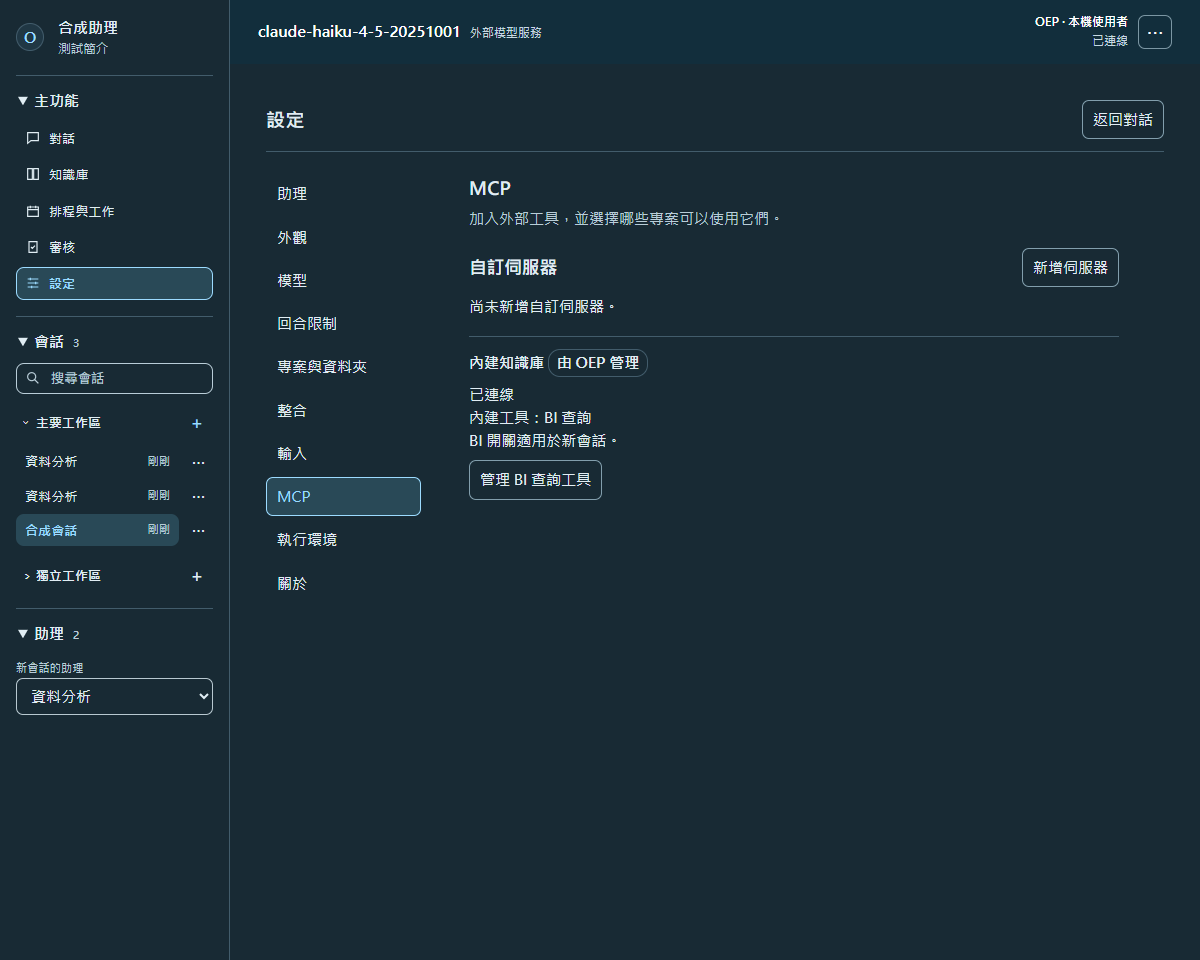 O
合成助理
測試簡介
▼ 主功能
對話
知識庫
排程與工作
審核
設定
▼ 會話 3
搜尋會話
主要工作區 +
資料分析 剛剛 ...
資料分析 剛剛 ...
合成會話 剛剛 ...
獨立工作區 +
▼ 助理 2
新會話的助理
資料分析
claude-haiku-4-5-20251001 外部模型服務
OEP · 本機使用者
已連線
...
設定
返回對話
助理
外觀
模型
回合限制
專案與資料夾
整合
輸入
MCP
執行環境
關於
MCP
加入外部工具，並選擇哪些專案可以使用它們。
自訂伺服器
新增伺服器
尚未新增自訂伺服器。
內建知識庫 由 OEP 管理
已連線
內建工具：BI 查詢
BI 開關適用於新會話。
管理 BI 查詢工具